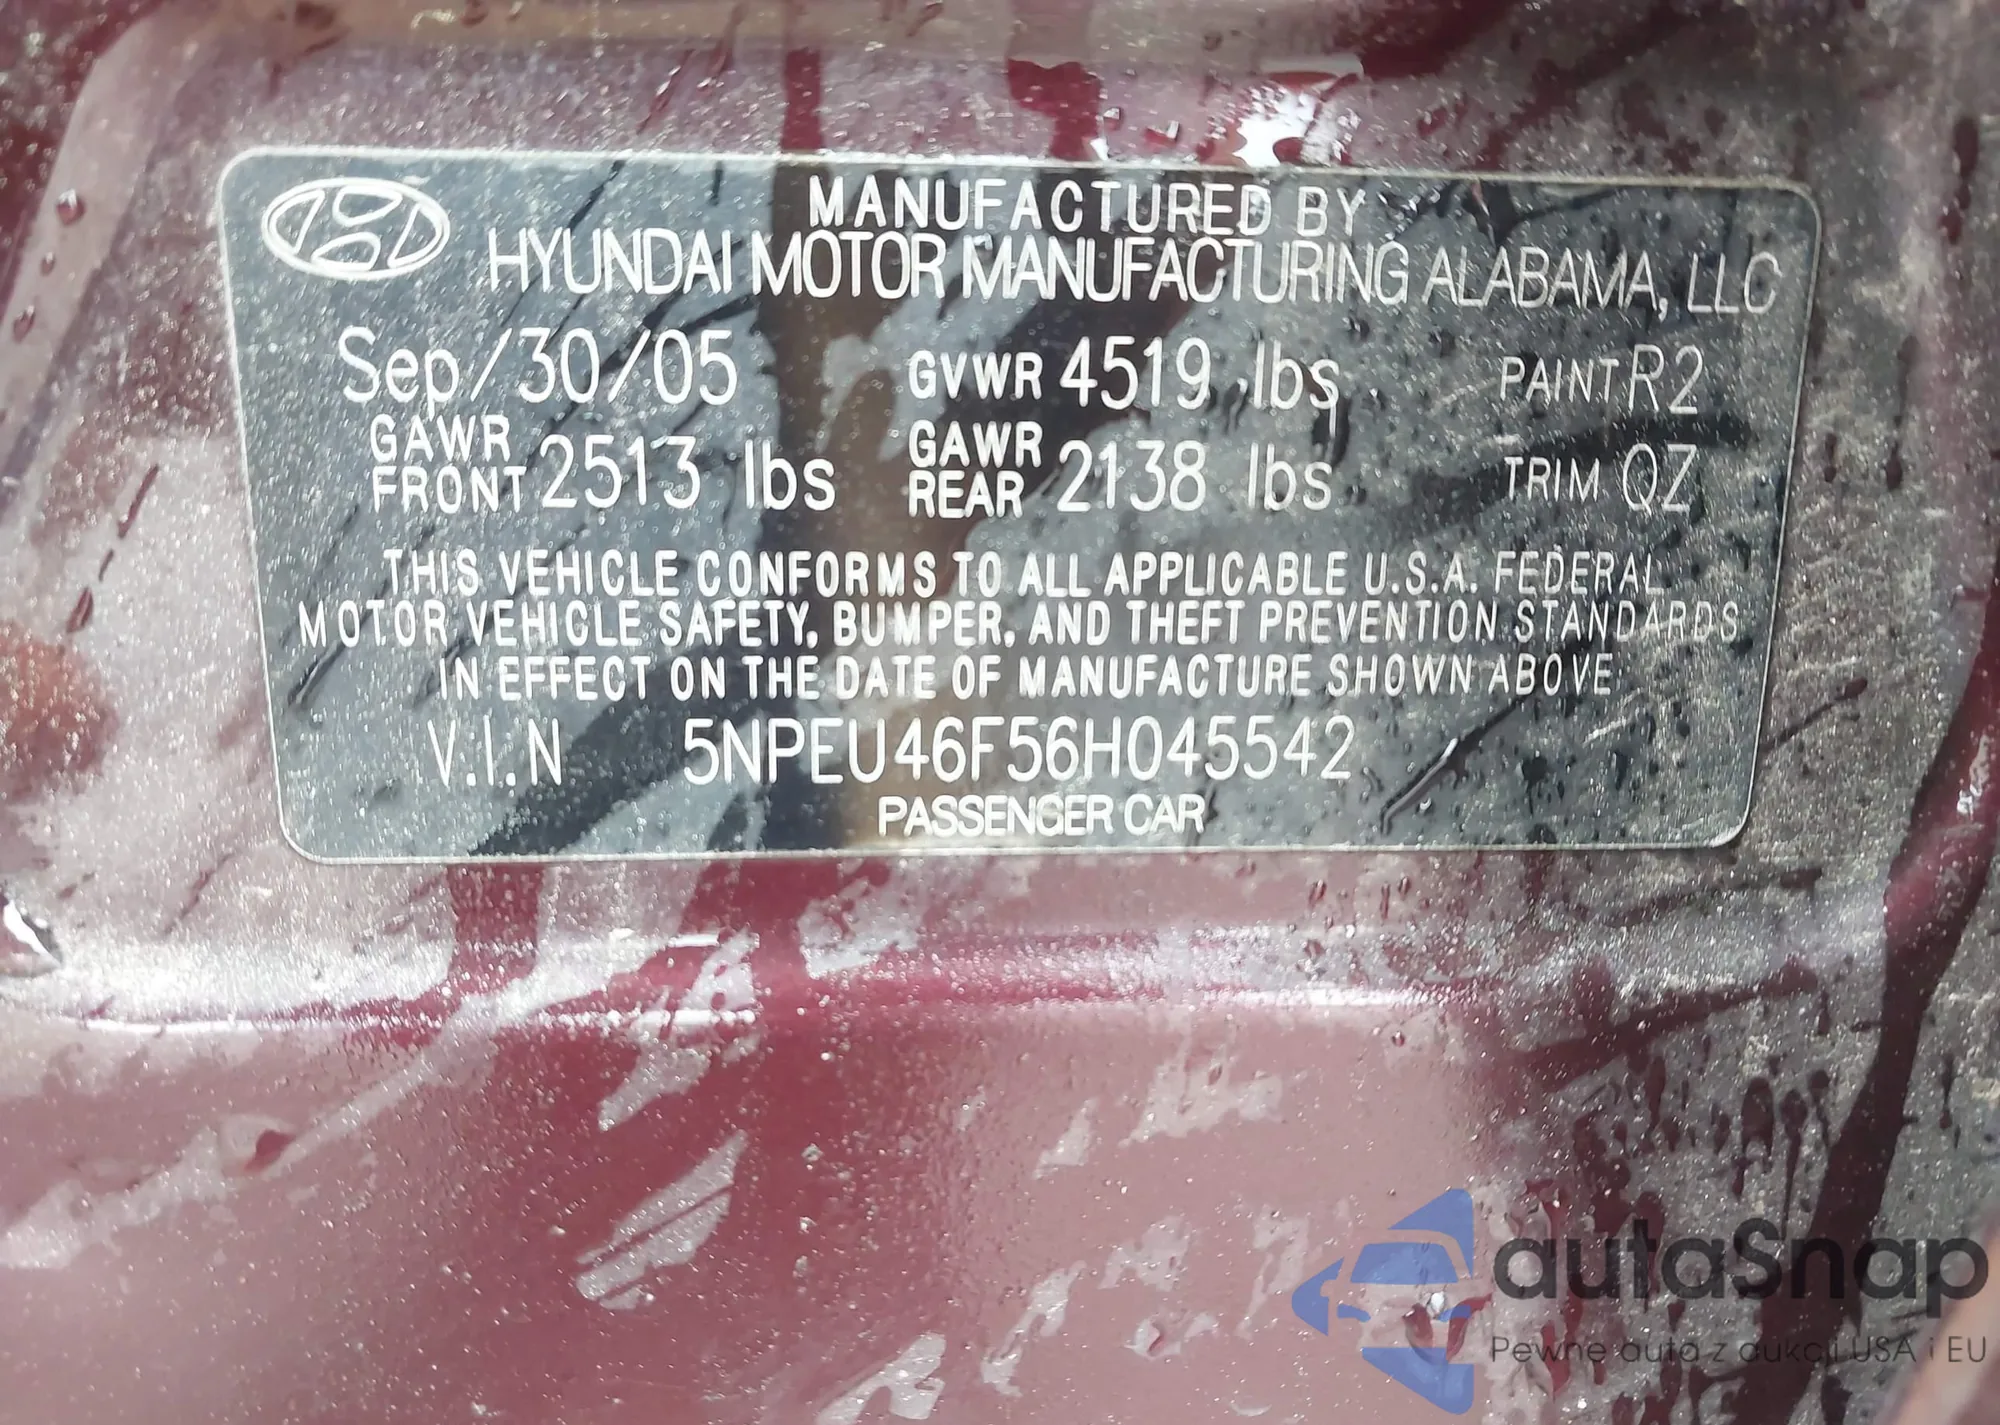 MANUFACTURED BY
HYUNDAI MOTOR MANUFACTURING ALABAMA, LLC
Sep/30/05 GVWR 4519 lbs PAINT R2
GAWR FRONT 2513 lbs GAWR REAR 2138 lbs TRIM QZ
THIS VEHICLE CONFORMS TO ALL APPLICABLE U.S.A. FEDERAL
MOTOR VEHICLE SAFETY, BUMPER, AND THEFT PREVENTION STANDARDS
IN EFFECT ON THE DATE OF MANUFACTURE SHOWN ABOVE
V.I.N 5NPEU46F56H045542
PASSENGER CAR
autaSnap
Pewne auta z aukcji USA i EU